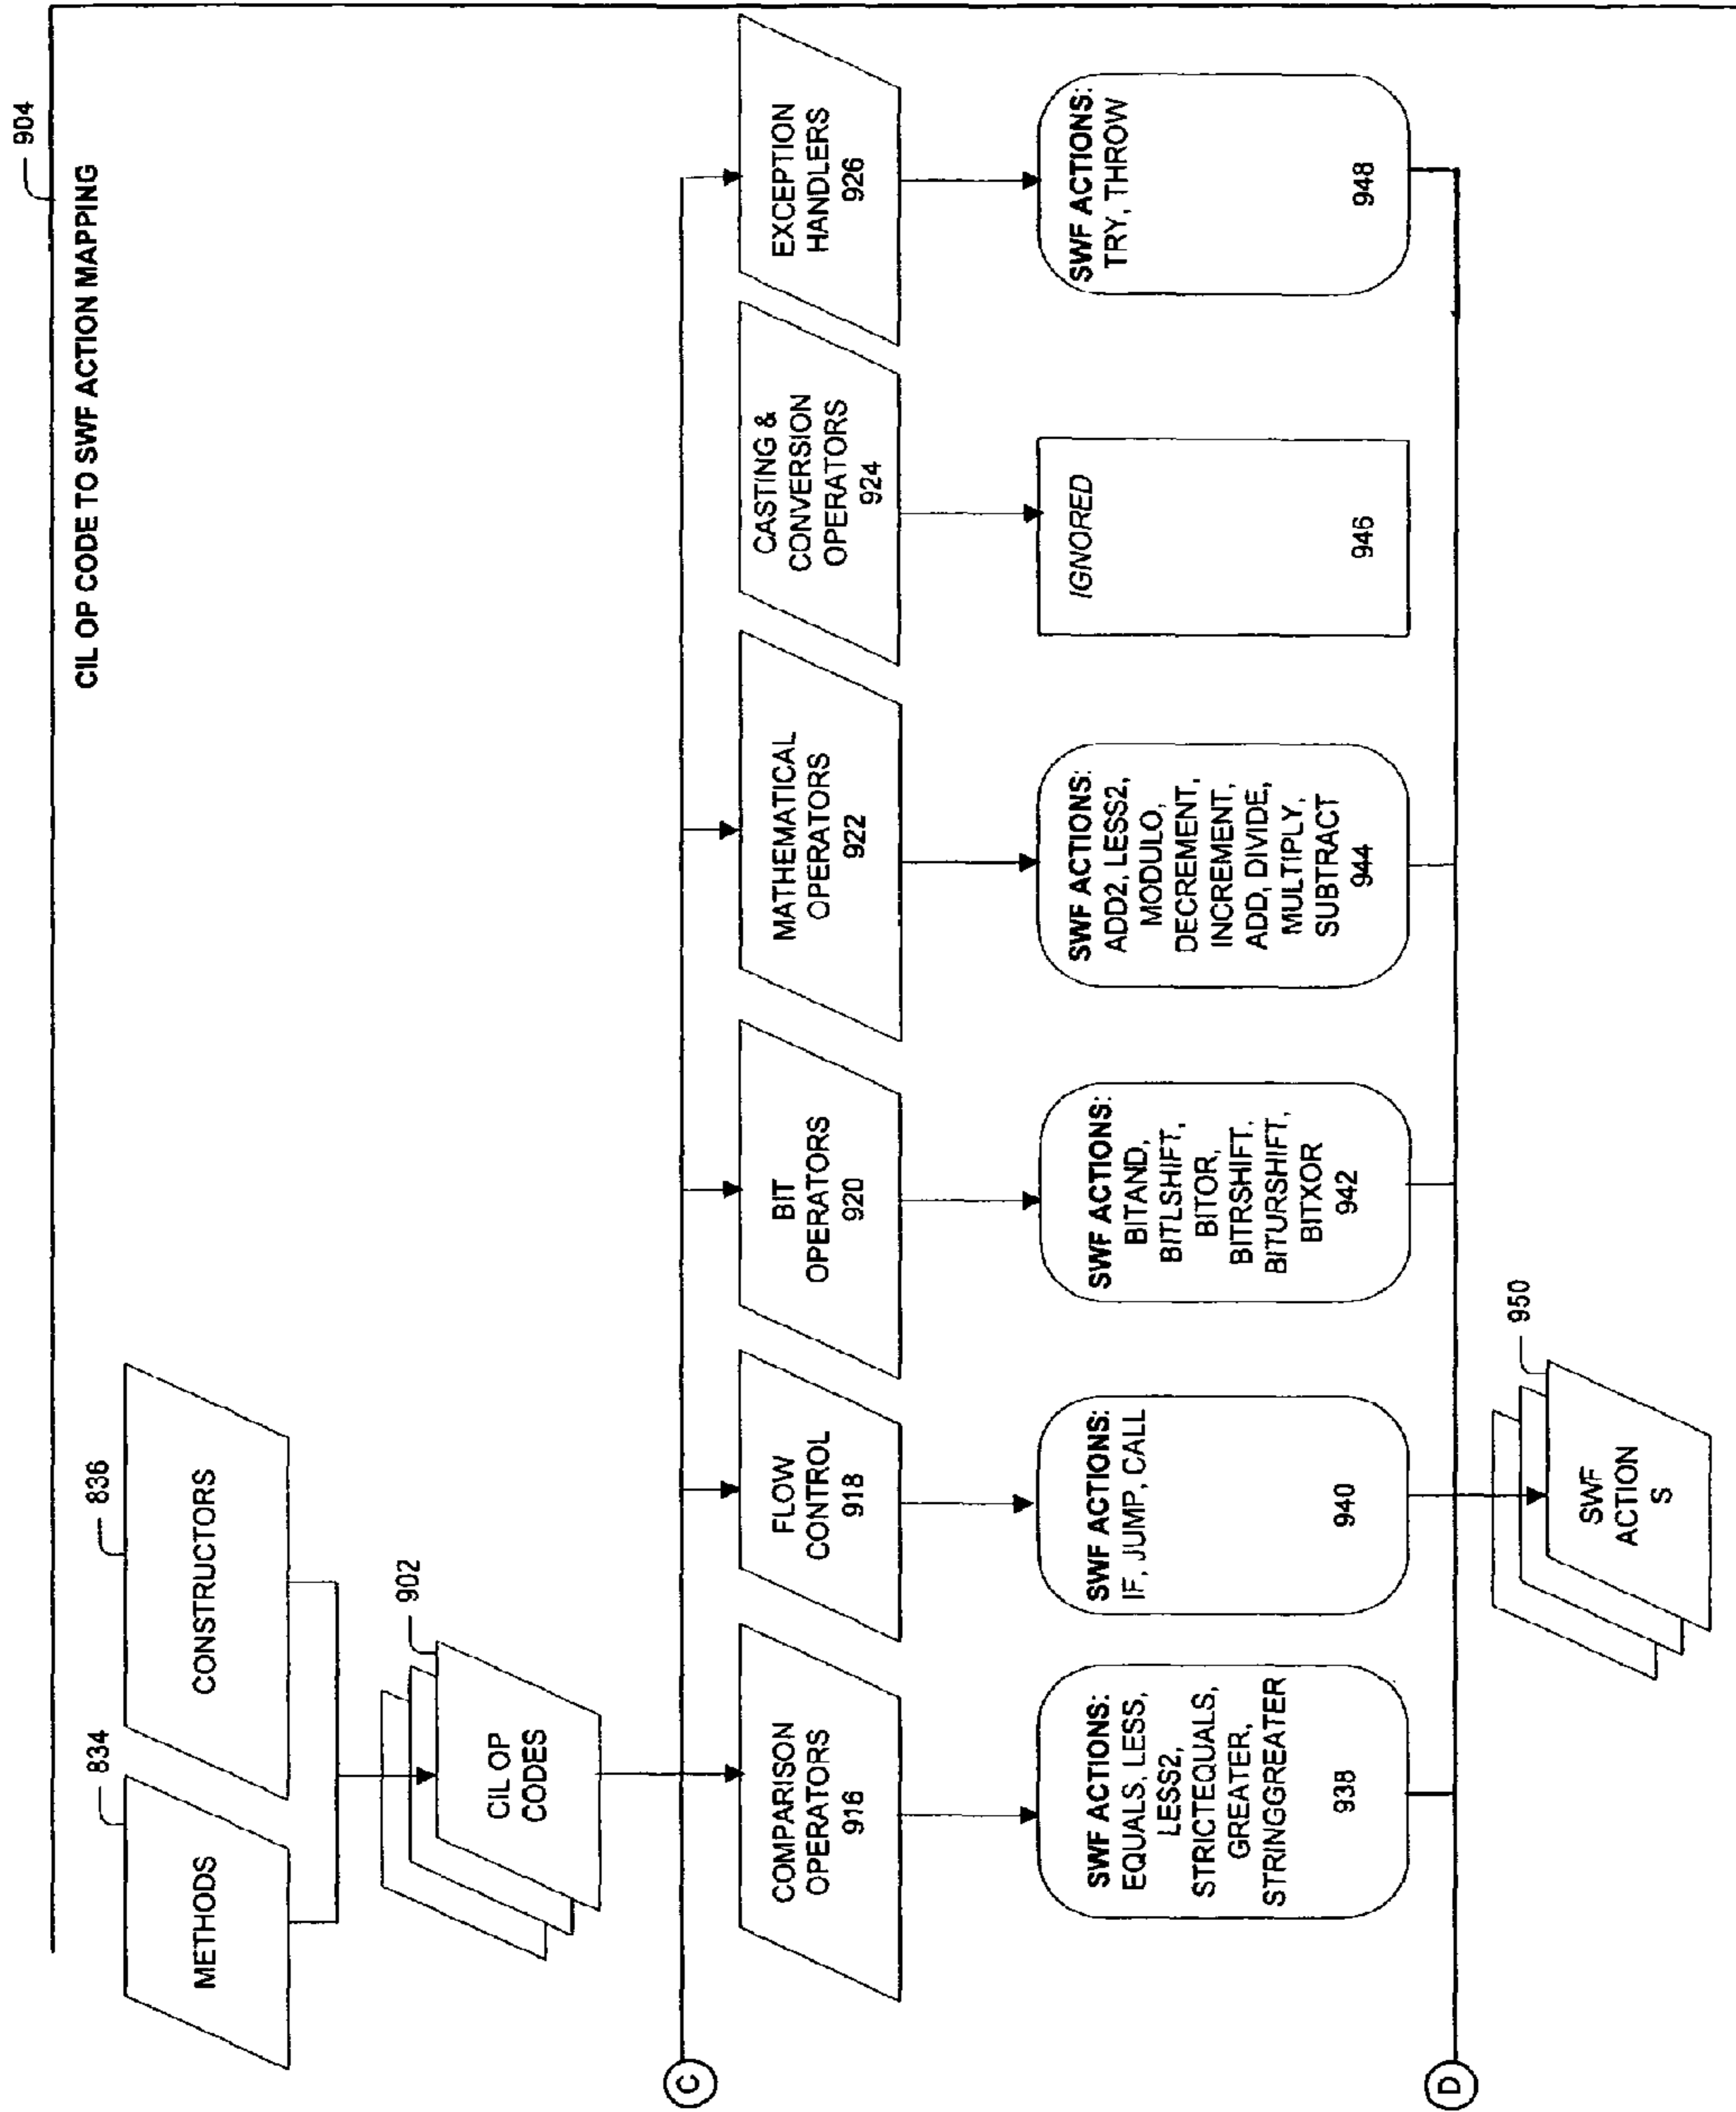 904
CIL OP CODE TO SWF ACTION MAPPING
834
METHODS
836
CONSTRUCTORS
902
CIL OP
CODES
C
COMPARISON
OPERATORS
916
FLOW
CONTROL
918
BIT
OPERATORS
920
MATHEMATICAL
OPERATORS
922
CASTING &
CONVERSION
OPERATORS
924
EXCEPTION
HANDLERS
926
SWF ACTIONS:
EQUALS, LESS,
LESS2,
STRICTEQUALS,
GREATER,
STRINGGREATER
938
SWF ACTIONS:
IF, JUMP, CALL
940
SWF ACTIONS:
BITAND,
BITLSHIFT,
BITOR,
BITRSHIFT,
BITURSHIFT,
BITXOR
942
SWF ACTIONS:
ADD2, LESS2,
MODULO,
DECREMENT,
INCREMENT,
ADD, DIVIDE,
MULTIPLY,
SUBTRACT
944
IGNORED
946
SWF ACTIONS:
TRY, THROW
948
D
950
SWF
ACTION
S